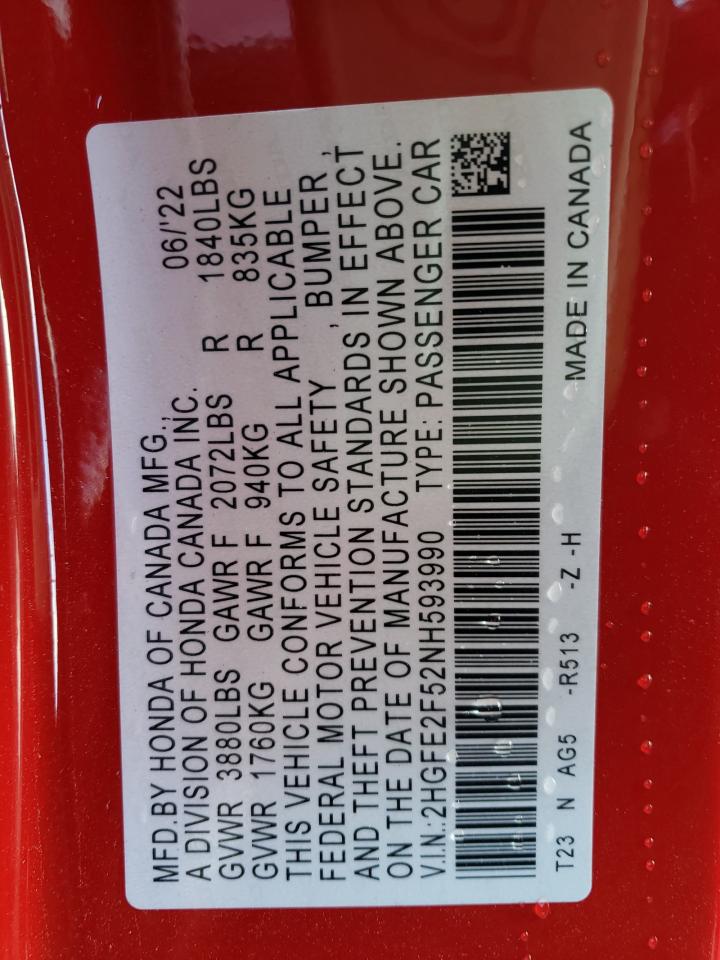 MFD.BY HONDA OF CANADA MFG., 06/'22
A DIVISION OF HONDA CANADA INC.
GVWR 3880LBS GAWR F 2072LBS R 1840LBS
GVWR 1760KG GAWR F 940KG R 835KG
THIS VEHICLE CONFORMS TO ALL APPLICABLE
FEDERAL MOTOR VEHICLE SAFETY , BUMPER ,
AND THEFT PREVENTION STANDARDS IN EFFECT
ON THE DATE OF MANUFACTURE SHOWN ABOVE.
V.I.N.:2HGFE2F52NH593990 TYPE: PASSENGER CAR
T23 N AG5 -R513 -Z -H MADE IN CANADA